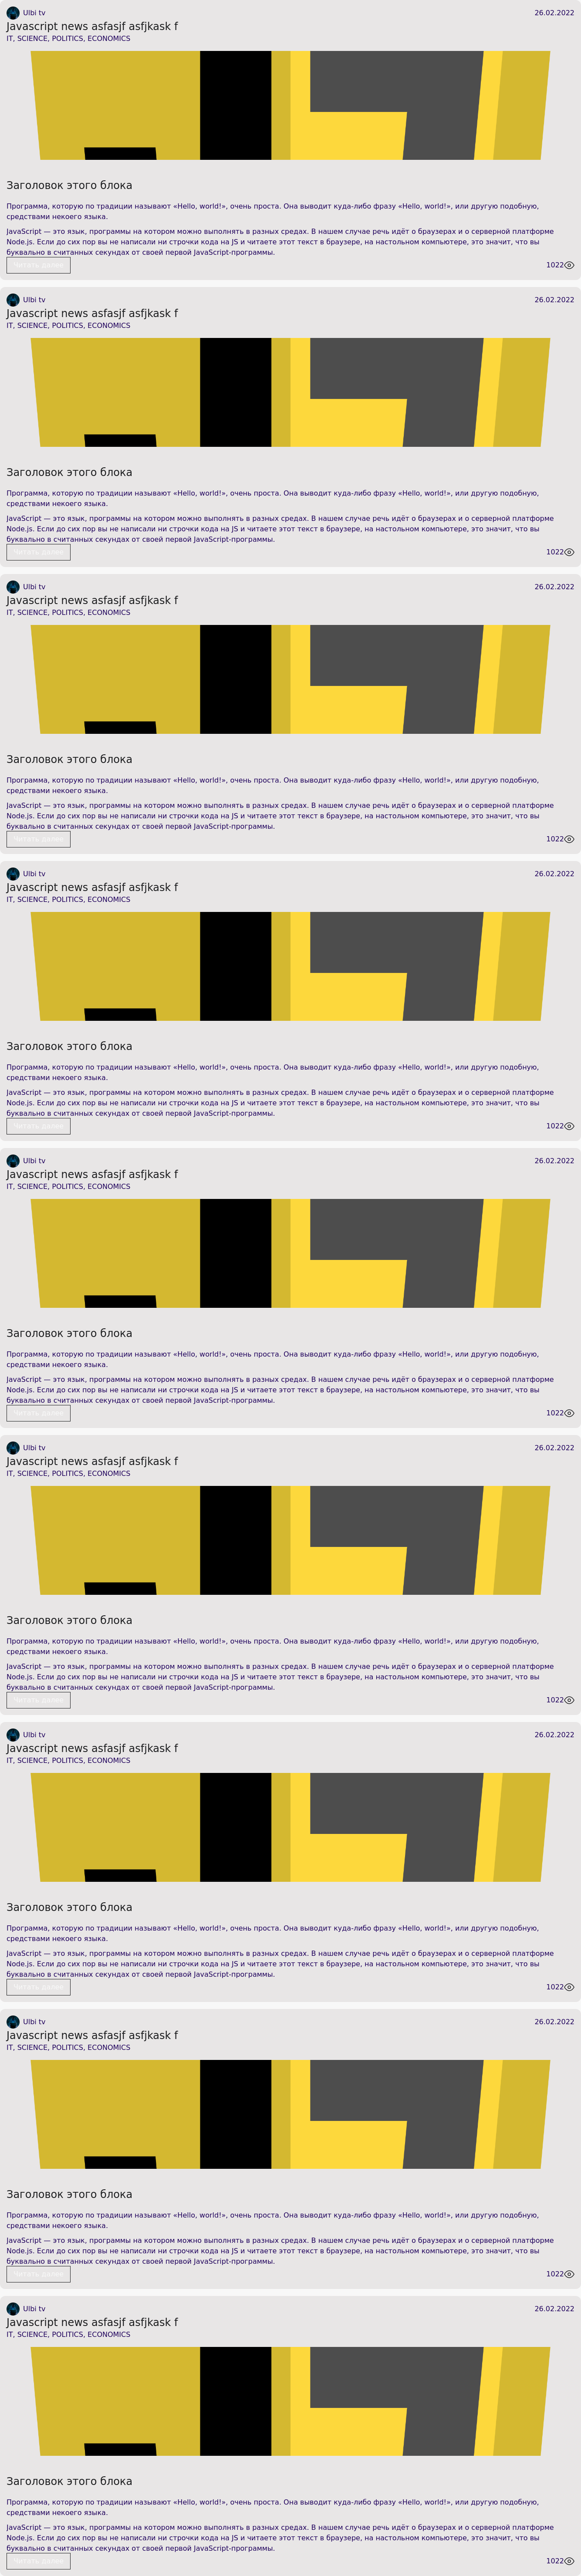 Ulbi tv 26.02.2022
Javascript news asfasjf asfjkask f
IT, SCIENCE, POLITICS, ECONOMICS
Заголовок этого блока
Программа, которую по традиции называют «Hello, world!», очень проста. Она выводит куда-либо фразу «Hello, world!», или другую подобную,
средствами некоего языка.
JavaScript — это язык, программы на котором можно выполнять в разных средах. В нашем случае речь идёт о браузерах и о серверной платформе
Node.js. Если до сих пор вы не написали ни строчки кода на JS и читаете этот текст в браузере, на настольном компьютере, это значит, что вы
буквально в считанных секундах от своей первой JavaScript-программы.
1022
Ulbi tv 26.02.2022
Javascript news asfasjf asfjkask f
IT, SCIENCE, POLITICS, ECONOMICS
Заголовок этого блока
Программа, которую по традиции называют «Hello, world!», очень проста. Она выводит куда-либо фразу «Hello, world!», или другую подобную,
средствами некоего языка.
JavaScript — это язык, программы на котором можно выполнять в разных средах. В нашем случае речь идёт о браузерах и о серверной платформе
Node.js. Если до сих пор вы не написали ни строчки кода на JS и читаете этот текст в браузере, на настольном компьютере, это значит, что вы
буквально в считанных секундах от своей первой JavaScript-программы.
1022
Ulbi tv 26.02.2022
Javascript news asfasjf asfjkask f
IT, SCIENCE, POLITICS, ECONOMICS
Заголовок этого блока
Программа, которую по традиции называют «Hello, world!», очень проста. Она выводит куда-либо фразу «Hello, world!», или другую подобную,
средствами некоего языка.
JavaScript — это язык, программы на котором можно выполнять в разных средах. В нашем случае речь идёт о браузерах и о серверной платформе
Node.js. Если до сих пор вы не написали ни строчки кода на JS и читаете этот текст в браузере, на настольном компьютере, это значит, что вы
буквально в считанных секундах от своей первой JavaScript-программы.
1022
Ulbi tv 26.02.2022
Javascript news asfasjf asfjkask f
IT, SCIENCE, POLITICS, ECONOMICS
Заголовок этого блока
Программа, которую по традиции называют «Hello, world!», очень проста. Она выводит куда-либо фразу «Hello, world!», или другую подобную,
средствами некоего языка.
JavaScript — это язык, программы на котором можно выполнять в разных средах. В нашем случае речь идёт о браузерах и о серверной платформе
Node.js. Если до сих пор вы не написали ни строчки кода на JS и читаете этот текст в браузере, на настольном компьютере, это значит, что вы
буквально в считанных секундах от своей первой JavaScript-программы.
1022
Ulbi tv 26.02.2022
Javascript news asfasjf asfjkask f
IT, SCIENCE, POLITICS, ECONOMICS
Заголовок этого блока
Программа, которую по традиции называют «Hello, world!», очень проста. Она выводит куда-либо фразу «Hello, world!», или другую подобную,
средствами некоего языка.
JavaScript — это язык, программы на котором можно выполнять в разных средах. В нашем случае речь идёт о браузерах и о серверной платформе
Node.js. Если до сих пор вы не написали ни строчки кода на JS и читаете этот текст в браузере, на настольном компьютере, это значит, что вы
буквально в считанных секундах от своей первой JavaScript-программы.
1022
Ulbi tv 26.02.2022
Javascript news asfasjf asfjkask f
IT, SCIENCE, POLITICS, ECONOMICS
Заголовок этого блока
Программа, которую по традиции называют «Hello, world!», очень проста. Она выводит куда-либо фразу «Hello, world!», или другую подобную,
средствами некоего языка.
JavaScript — это язык, программы на котором можно выполнять в разных средах. В нашем случае речь идёт о браузерах и о серверной платформе
Node.js. Если до сих пор вы не написали ни строчки кода на JS и читаете этот текст в браузере, на настольном компьютере, это значит, что вы
буквально в считанных секундах от своей первой JavaScript-программы.
1022
Ulbi tv 26.02.2022
Javascript news asfasjf asfjkask f
IT, SCIENCE, POLITICS, ECONOMICS
Заголовок этого блока
Программа, которую по традиции называют «Hello, world!», очень проста. Она выводит куда-либо фразу «Hello, world!», или другую подобную,
средствами некоего языка.
JavaScript — это язык, программы на котором можно выполнять в разных средах. В нашем случае речь идёт о браузерах и о серверной платформе
Node.js. Если до сих пор вы не написали ни строчки кода на JS и читаете этот текст в браузере, на настольном компьютере, это значит, что вы
буквально в считанных секундах от своей первой JavaScript-программы.
1022
Ulbi tv 26.02.2022
Javascript news asfasjf asfjkask f
IT, SCIENCE, POLITICS, ECONOMICS
Заголовок этого блока
Программа, которую по традиции называют «Hello, world!», очень проста. Она выводит куда-либо фразу «Hello, world!», или другую подобную,
средствами некоего языка.
JavaScript — это язык, программы на котором можно выполнять в разных средах. В нашем случае речь идёт о браузерах и о серверной платформе
Node.js. Если до сих пор вы не написали ни строчки кода на JS и читаете этот текст в браузере, на настольном компьютере, это значит, что вы
буквально в считанных секундах от своей первой JavaScript-программы.
1022
Ulbi tv 26.02.2022
Javascript news asfasjf asfjkask f
IT, SCIENCE, POLITICS, ECONOMICS
Заголовок этого блока
Программа, которую по традиции называют «Hello, world!», очень проста. Она выводит куда-либо фразу «Hello, world!», или другую подобную,
средствами некоего языка.
JavaScript — это язык, программы на котором можно выполнять в разных средах. В нашем случае речь идёт о браузерах и о серверной платформе
Node.js. Если до сих пор вы не написали ни строчки кода на JS и читаете этот текст в браузере, на настольном компьютере, это значит, что вы
буквально в считанных секундах от своей первой JavaScript-программы.
1022